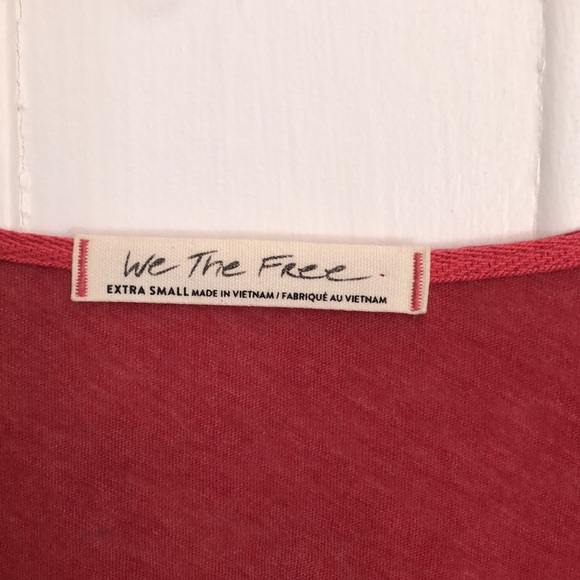 We The Free.
EXTRA SMALL MADE IN VIETNAM / FABRIQUÉ AU VIETNAM